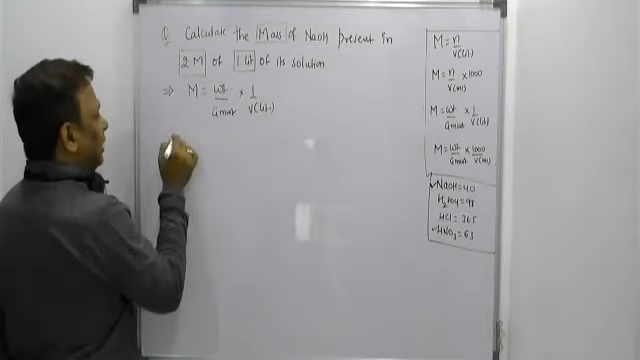 Q. Calculate the Mass of NaOH present in
2 M of 1 Lit of its solution
⇒ M = wt. × 1
Gmm V(Lit.)
M = n
V(Lit)
M = n × 1000
V(ml)
M = wt × 1
Gmm V(Lit)
M = wt × 1000
Gmm V(ml)
✓NaOH = 40
H2SO4 = 98
HCl = 36.5
✓HNO3 = 63